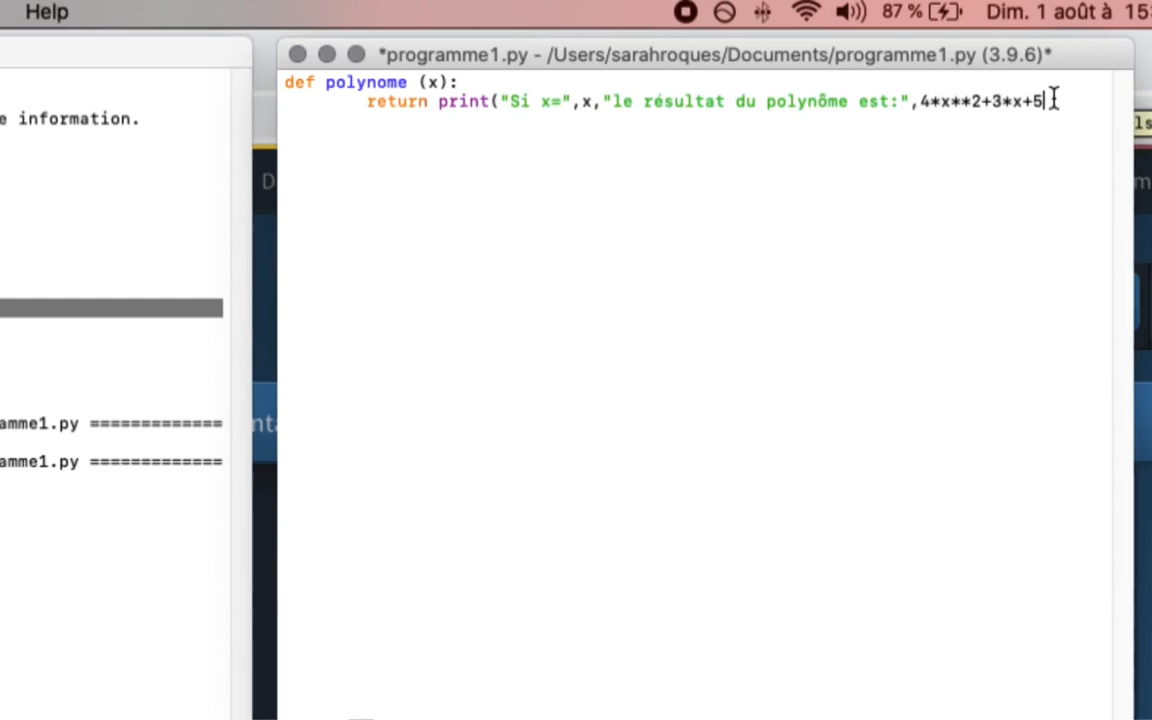 Help
87 %
Dim. 1 août à 15
*programme1.py - /Users/sarahroques/Documents/programme1.py (3.9.6)*
def polynome (x):
return print("Si x=",x,"le résultat du polynôme est:",4*x**2+3*x+5
e information.
amme1.py =============
amme1.py =============